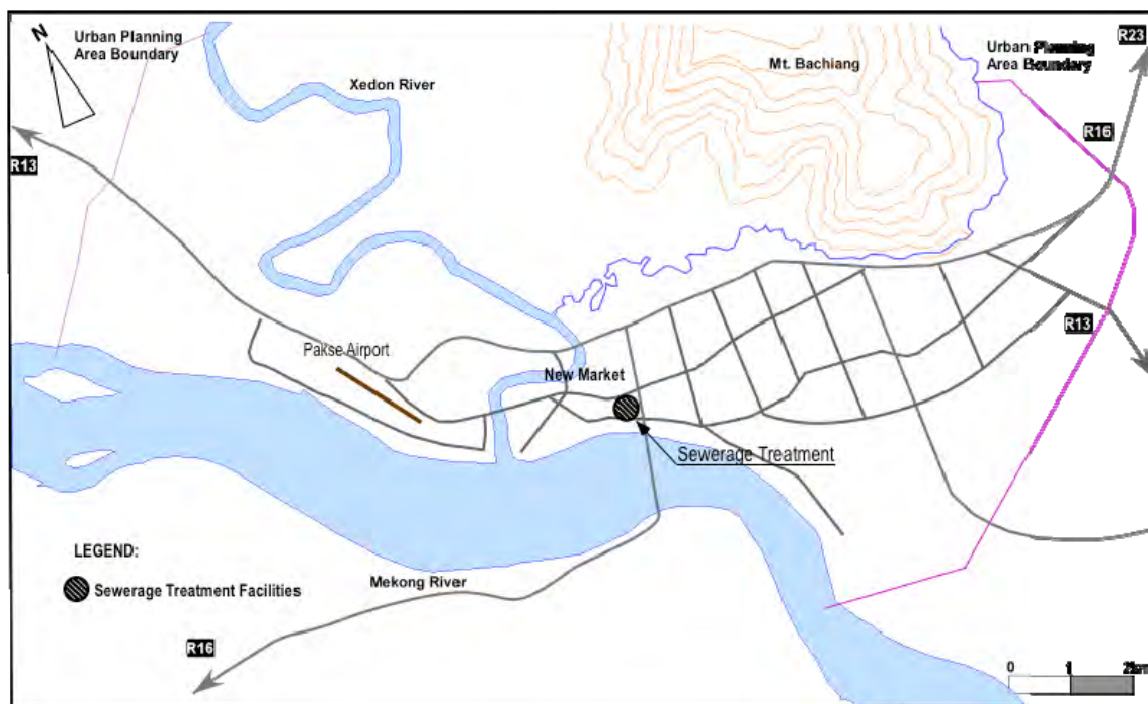 N
Urban Planning
Area Boundary
Xedon River
Mt. Bachiang
Urban Planning
Area Boundary
R23
R16
R13
R13
Pakse Airport
New Market
Sewerage Treatment
LEGEND:
Sewerage Treatment Facilities
Mekong River
R16
0 1 2km